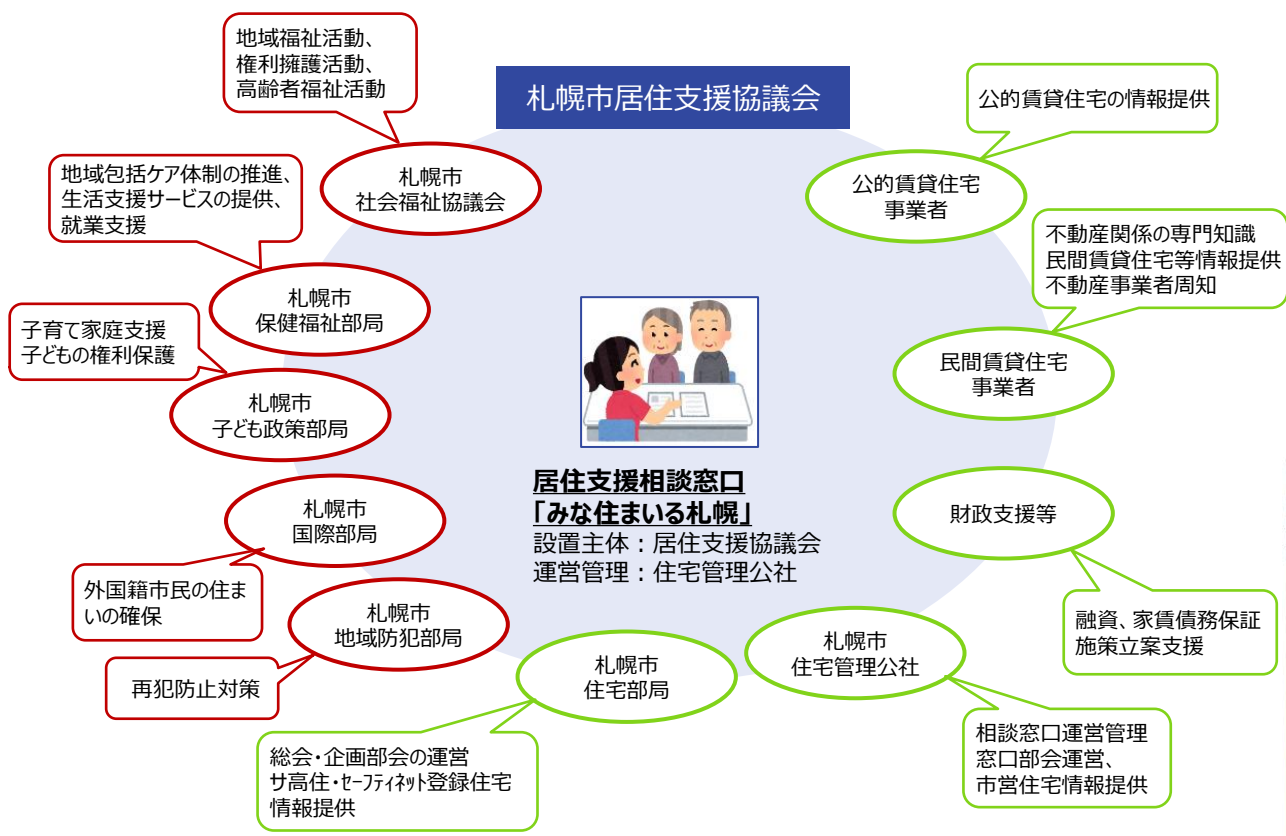 札幌市居住支援協議会
地域福祉活動、
権利擁護活動、
高齢者福祉活動
札幌市
社会福祉協議会
地域包括ケア体制の推進、
生活支援サービスの提供、
就業支援
札幌市
保健福祉部局
子育て家庭支援
子どもの権利保護
札幌市
子ども政策部局
札幌市
国際部局
外国籍市民の住ま
いの確保
札幌市
地域防犯部局
再犯防止対策
公的賃貸住宅の情報提供
公的賃貸住宅
事業者
不動産関係の専門知識
民間賃貸住宅等情報提供
不動産事業者周知
民間賃貸住宅
事業者
財政支援等
融資、家賃債務保証
施策立案支援
札幌市
住宅管理公社
相談窓口運営管理
窓口部会運営、
市営住宅情報提供
札幌市
住宅部局
総会・企画部会の運営
サ高住・セーフティネット登録住宅
情報提供
居住支援相談窓口
「みな住まいる札幌」
設置主体：居住支援協議会
運営管理：住宅管理公社